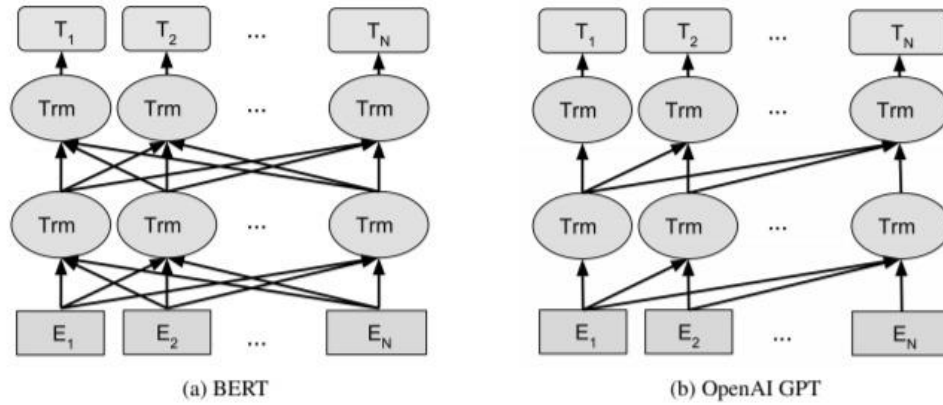 T1 T2 ... TN T1 T2 ... TN
Trm Trm ... Trm Trm Trm ... Trm
Trm Trm ... Trm Trm Trm ... Trm
E1 E2 ... EN E1 E2 ... EN
(a) BERT (b) OpenAI GPT